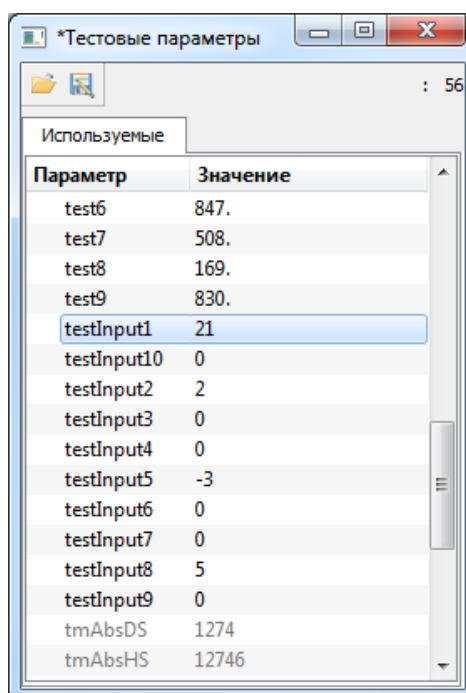 *Тестовые параметры
: 56
Используемые
Параметр Значение
test6 847.
test7 508.
test8 169.
test9 830.
testInput1 21
testInput10 0
testInput2 2
testInput3 0
testInput4 0
testInput5 -3
testInput6 0
testInput7 0
testInput8 5
testInput9 0
tmAbsDS 1274
tmAbsHS 12746